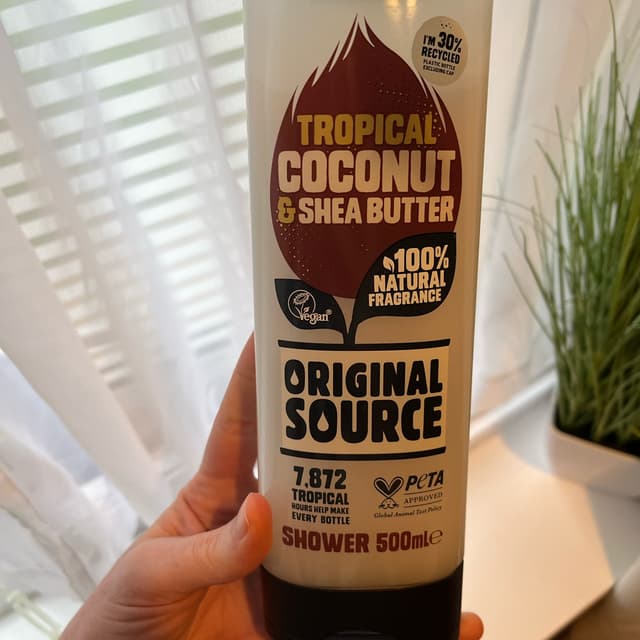 I'M 30%
RECYCLED
PLASTIC BOTTLE
EXCLUDING CAP
TROPICAL
COCONUT
& SHEA BUTTER
100%
NATURAL
FRAGRANCE
Vegan
ORIGINAL
SOURCE
7,872
TROPICAL
HOURS HELP MAKE
EVERY BOTTLE
PETA
APPROVED
Global Animal Test Policy
SHOWER 500ml℮